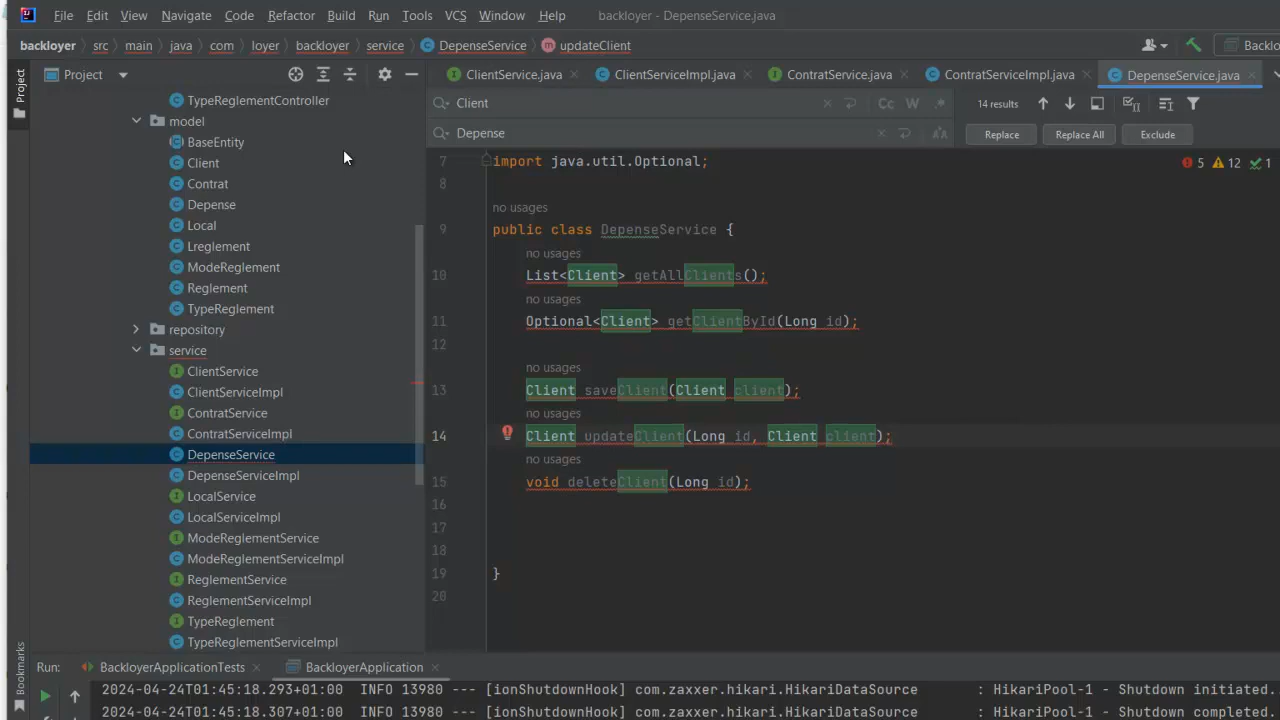 File Edit View Navigate Code Refactor Build Run Tools VCS Window Help backloyer - DepenseService.java
backloyer src main java com loyer backloyer service DepenseService updateClient Backlo
Project
Project
ClientService.java ClientServiceImpl.java ContratService.java ContratServiceImpl.java DepenseService.java
Client Cc W .* 14 results
Depense Replace Replace All Exclude
TypeReglementController
model
BaseEntity
Client
Contrat
Depense
Local
Lreglement
ModeReglement
Reglement
TypeReglement
repository
service
ClientService
ClientServiceImpl
ContratService
ContratServiceImpl
DepenseService
DepenseServiceImpl
LocalService
LocalServiceImpl
ModeReglementService
ModeReglementServiceImpl
ReglementService
ReglementServiceImpl
TypeReglement
TypeReglementServiceImpl
Bookmarks
5 12 1
7 import java.util.Optional;
8
no usages
9 public class DepenseService {
no usages
10 List<Client> getAllClients();
no usages
11 Optional<Client> getClientById(Long id);
12
no usages
13 Client saveClient(Client client);
no usages
14 Client updateClient(Long id, Client client);
no usages
15 void deleteClient(Long id);
16
17
18
19 }
20
Run: BackloyerApplicationTests BackloyerApplication
2024-04-24T01:45:18.293+01:00 INFO 13980 --- [ionShutdownHook] com.zaxxer.hikari.HikariDataSource : HikariPool-1 - Shutdown initiated.
2024-04-24T01:45:18.307+01:00 INFO 13980 --- [ionShutdownHook] com.zaxxer.hikari.HikariDataSource : HikariPool-1 - Shutdown completed.